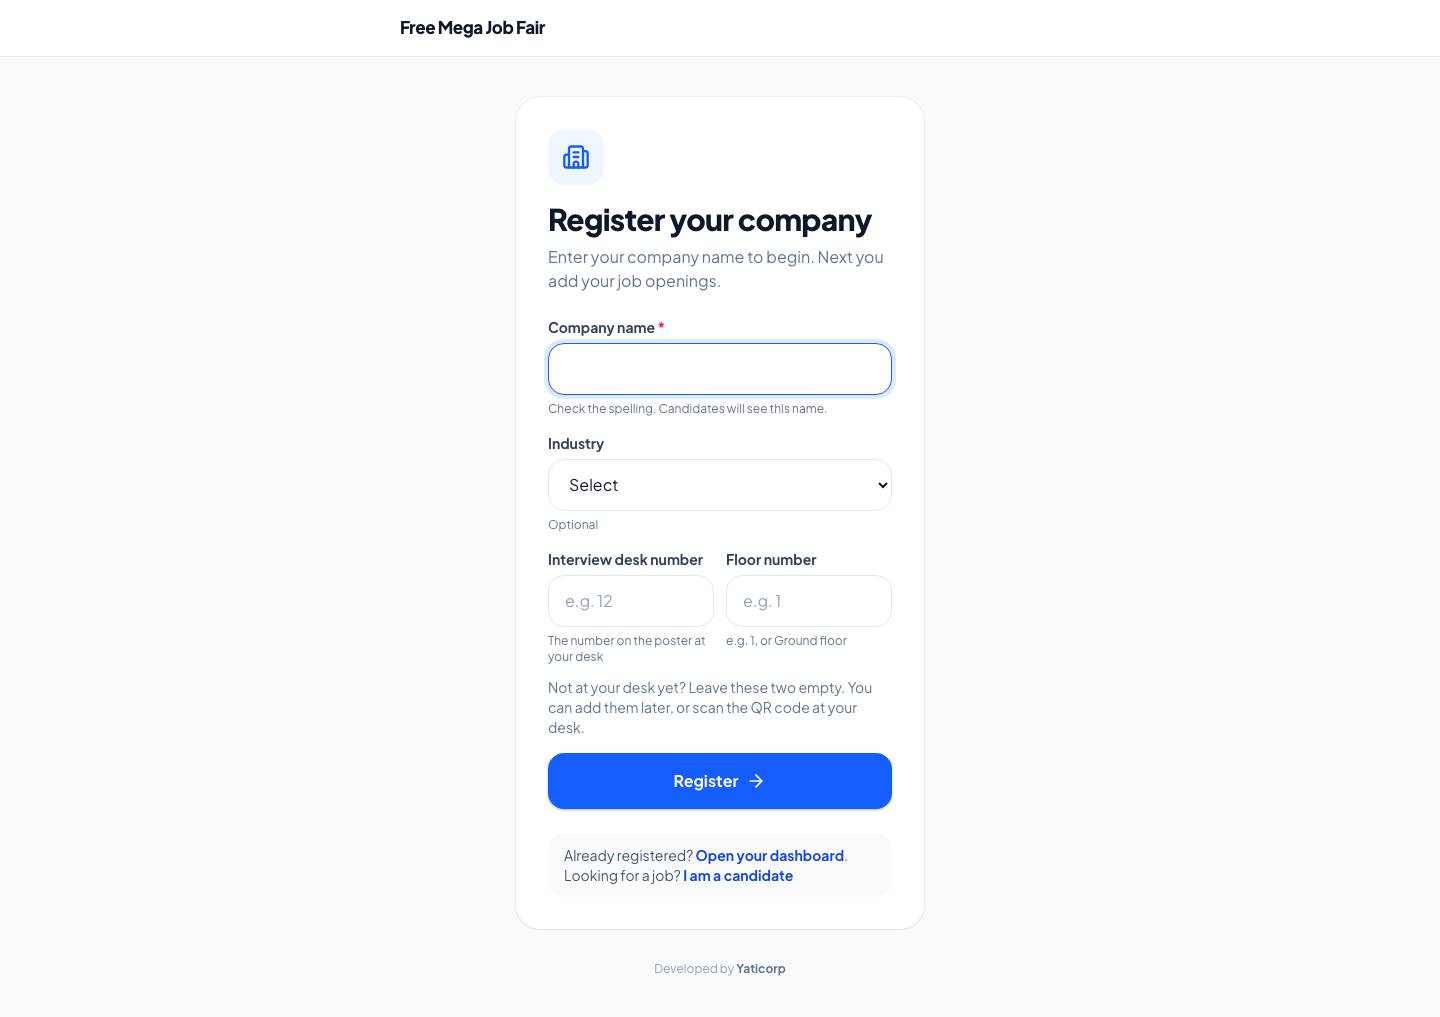 Free Mega Job Fair
Register your company
Enter your company name to begin. Next you
add your job openings.
Company name *
Check the spelling. Candidates will see this name.
Industry
Select
Optional
Interview desk number
Floor number
e.g. 12
e.g. 1
The number on the poster at
your desk
e.g. 1, or Ground floor
Not at your desk yet? Leave these two empty. You
can add them later, or scan the QR code at your
desk.
Register →
Already registered? Open your dashboard.
Looking for a job? I am a candidate
Developed by Yaticorp